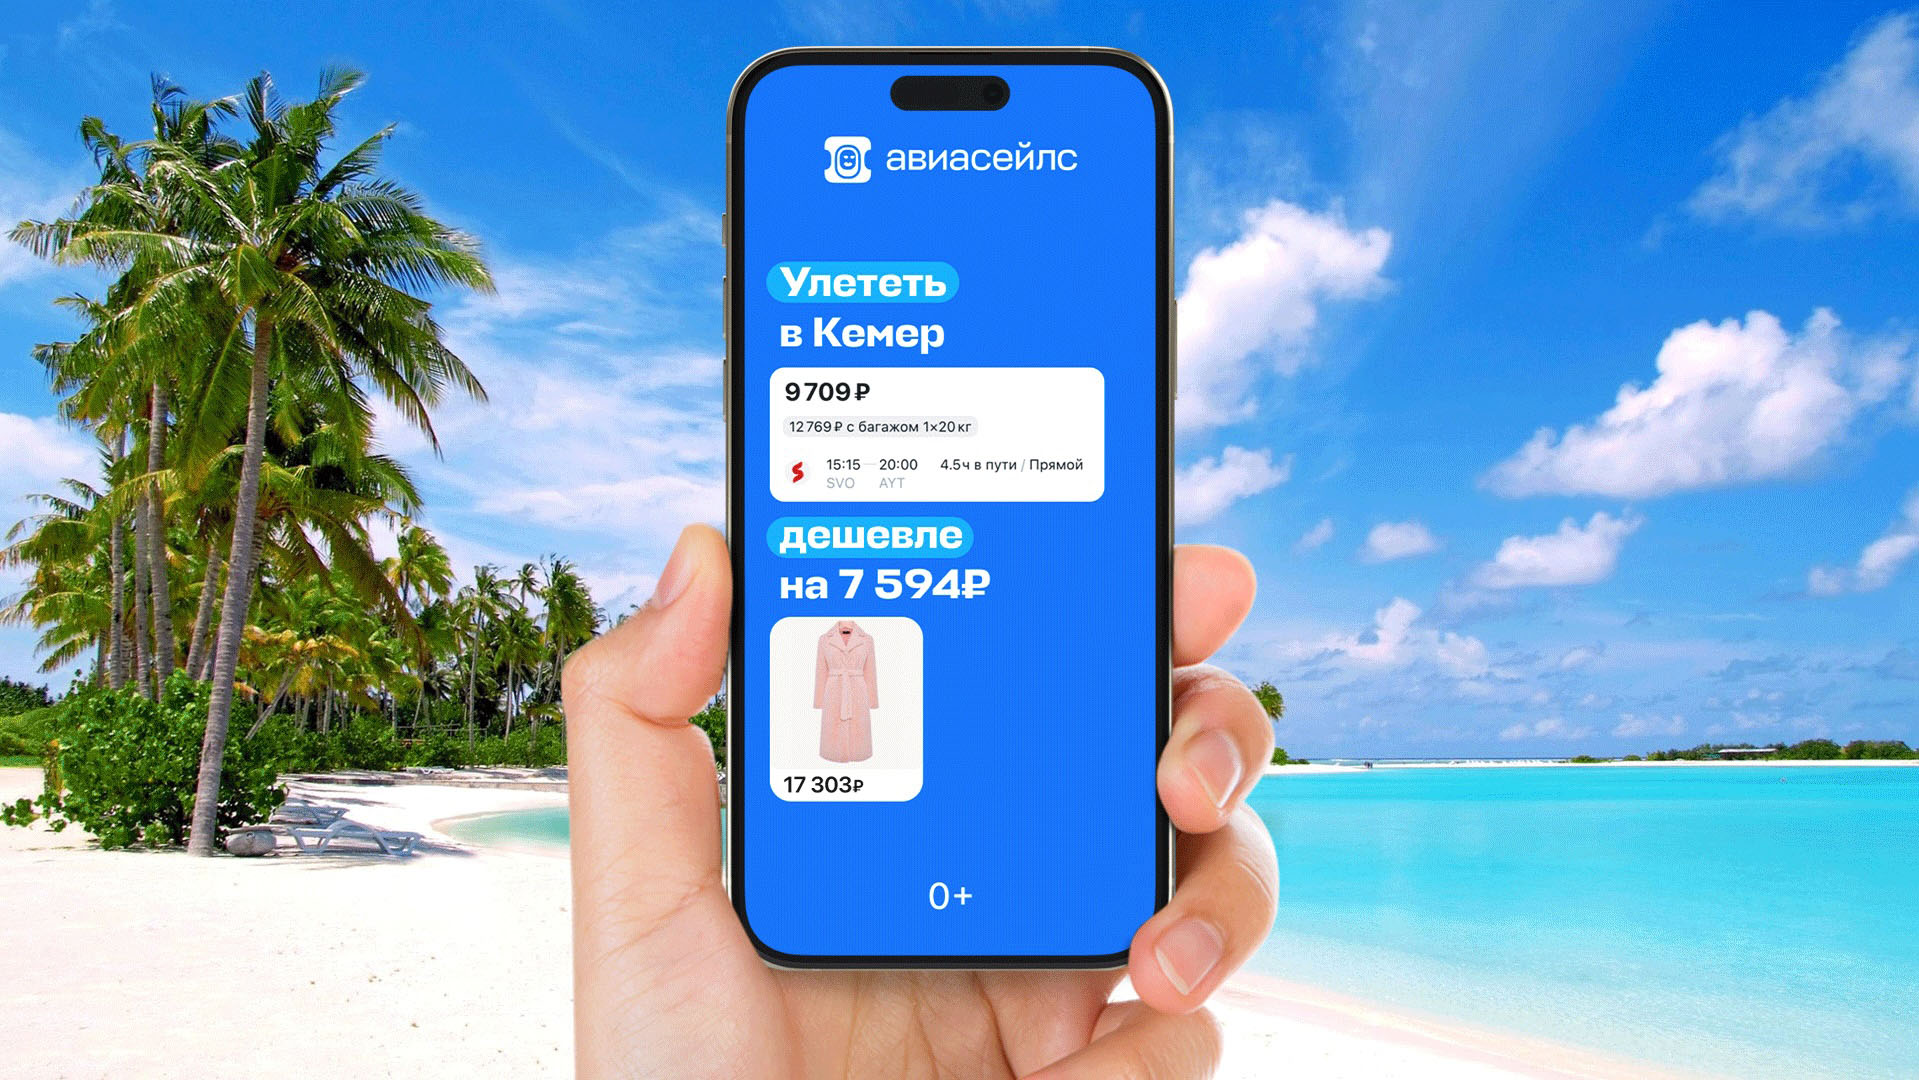 авиасейлс
Улететь
в Кемер
9 709 ₽
12 769 ₽ с багажом 1×20 кг
15:15 — 20:00 4.5ч в пути / Прямой
SVO AYT
дешевле
на 7 594₽
17 303₽
0+